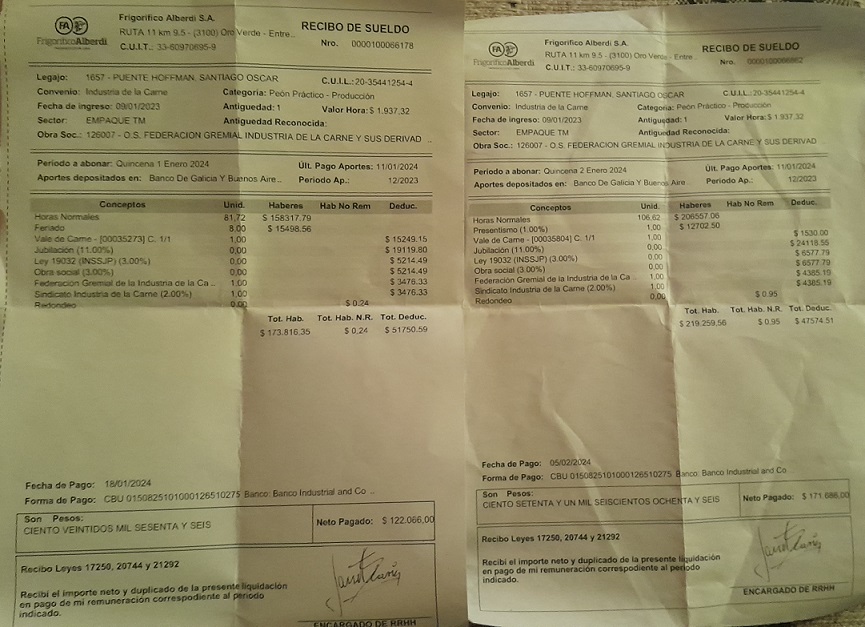 FA
FrigorificoAlberdi
Frigorifico Alberdi S.A.
RUTA 11 km 9.5 - (3100) Oro Verde - Entre ..
C.U.I.T.: 33-60970695-9
RECIBO DE SUELDO
Nro. 0000100066178
Legajo: 1657 - PUENTE HOFFMAN, SANTIAGO OSCAR C.U.I.L.: 20-35441254-4
Convenio: Industria de la Carne Categoria: Peón Práctico - Producción
Fecha de ingreso: 09/01/2023 Antiguedad: 1 Valor Hora: $ 1.937,32
Sector: EMPAQUE TM Antiguedad Reconocida:
Obra Soc.: 126007 - O.S. FEDERACIÓN GREMIAL INDUSTRIA DE LA CARNE Y SUS DERIVAD ..
Periodo a abonar: Quincena 1 Enero 2024 Últ. Pago Aportes: 11/01/2024
Aportes depositados en: Banco De Galicia Y Buenos Aire.. Periodo Ap.: 12/2023
Conceptos Unid. Haberes Hab No Rem Deduc.
Horas Normales 81,72 $ 158317.79
Feriado 8,00 $ 15498.56
Vale de Carne - [00035273] C. 1/1 1,00 $ 15249.15
Jubilación (11.00%) 0,00 $ 19119.80
Ley 19032 (INSSJP) (3.00%) 0,00 $ 5214.49
Obra social (3.00%) 0,00 $ 5214.49
Federación Gremial de la Industria de la Ca .. 1,00 $ 3476.33
Sindicato Industria de la Carne (2.00%) 1,00 $ 3476.33
Redondeo 0,00 $ 0.24
Tot. Hab. Tot. Hab. N.R. Tot. Deduc.
$ 173.816,35 $ 0,24 $ 51750.59
Fecha de Pago: 18/01/2024
Forma de Pago: CBU 0150825101000126510275 Banco: Banco Industrial and Co ..
Son Pesos:
CIENTO VEINTIDOS MIL SESENTA Y SEIS
Neto Pagado: $ 122.066,00
Recibo Leyes 17250, 20744 y 21292
Recibí el importe neto y duplicado de la presente liquidación
en pago de mi remuneración correspodiente al período
indicado.
ENCARGADO DE RRHH
FA
FrigorificoAlberdi
Frigorifico Alberdi S.A.
RUTA 11 km 9.5 - (3100) Oro Verde - Entre ..
C.U.I.T.: 33-60970695-9
RECIBO DE SUELDO
Nro.
Legajo: 1657 - PUENTE HOFFMAN, SANTIAGO OSCAR C.U.I.L.: 20-35441254-4
Convenio: Industria de la Carne Categoria: Peón Práctico - Producción
Fecha de ingreso: 09/01/2023 Antiguedad: 1 Valor Hora: $ 1.937,32
Sector: EMPAQUE TM Antiguedad Reconocida:
Obra Soc.: 126007 - O.S. FEDERACIÓN GREMIAL INDUSTRIA DE LA CARNE Y SUS DERIVAD
Periodo a abonar: Quincena 2 Enero 2024 Últ. Pago Aportes: 11/01/2024
Aportes depositados en: Banco De Galicia Y Buenos Aire.. Periodo Ap.: 12/2023
Conceptos Unid. Haberes Hab No Rem Deduc.
Horas Normales 106,62 $ 206557.06
Presentismo (1.00%) 1,00 $ 12702.50
Vale de Carne - [00035804] C. 1/1 1,00 $ 1530.00
Jubilación (11.00%) 0,00 $ 24118.55
Ley 19032 (INSSJP) (3.00%) 0,00 $ 6577.79
Obra social (3.00%) 0,00 $ 6577.79
Federación Gremial de la Industria de la Ca .. 1,00 $ 4385.19
Sindicato Industria de la Carne (2.00%) 1,00 $ 4385.19
Redondeo 0,00 $ 0.95
Tot. Hab. Tot. Hab. N.R. Tot. Deduc.
$ 219.259,56 $ 0,95 $ 47574.51
Fecha de Pago: 05/02/2024
Forma de Pago: CBU 0150825101000126510275 Banco: Banco Industrial and Co
Son Pesos:
CIENTO SETENTA Y UN MIL SEISCIENTOS OCHENTA Y SEIS
Neto Pagado: $ 171.686,00
Recibo Leyes 17250, 20744 y 21292
Recibi el importe neto y duplicado de la presente liquidación
en pago de mi remuneración correspodiente al período
indicado.
ENCARGADO DE RRHH